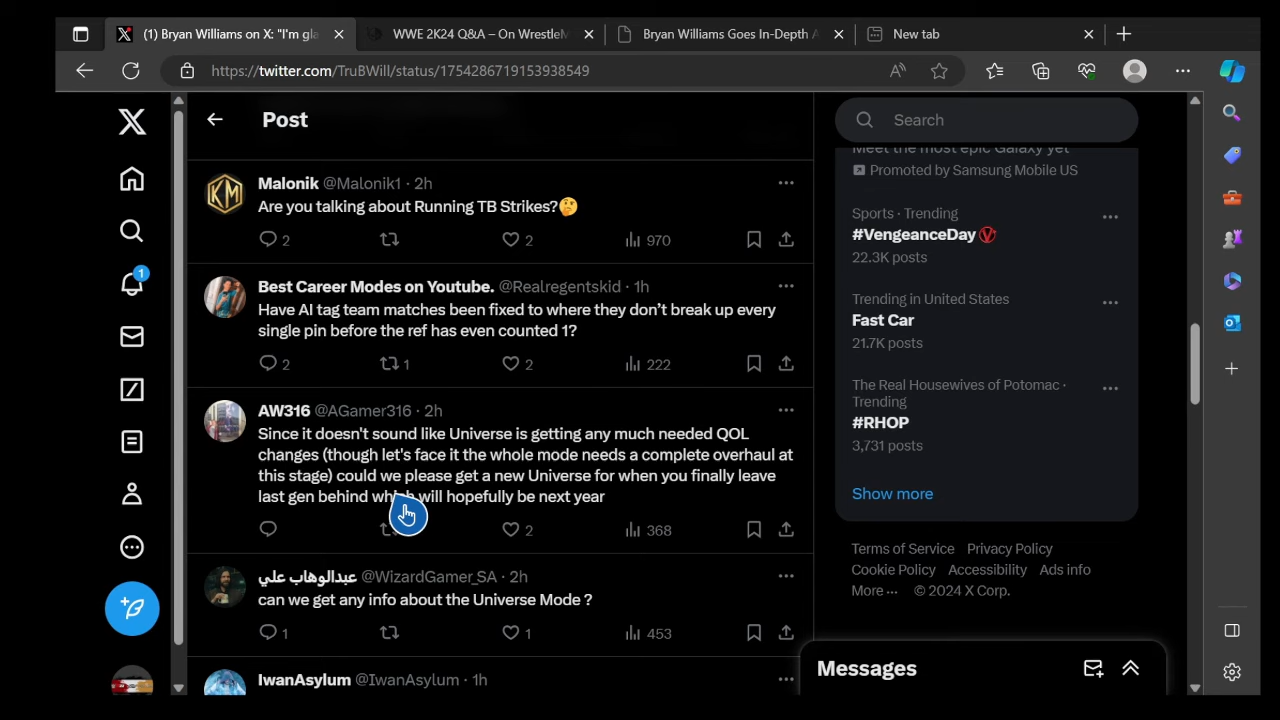 (1) Bryan Williams on X: "I'm gla
WWE 2K24 Q&A – On WrestleM
Bryan Williams Goes In-Depth A
New tab
https://twitter.com/TruBWill/status/1754286719153938549
Post
Search
Meet the most epic Galaxy yet
Promoted by Samsung Mobile US
Malonik @Malonik1 · 2h
Are you talking about Running TB Strikes?🤔
2 2 970
Best Career Modes on Youtube. @Realregentskid · 1h
Have AI tag team matches been fixed to where they don’t break up every
single pin before the ref has even counted 1?
2 1 2 222
AW316 @AGamer316 · 2h
Since it doesn't sound like Universe is getting any much needed QOL
changes (though let's face it the whole mode needs a complete overhaul at
this stage) could we please get a new Universe for when you finally leave
last gen behind which will hopefully be next year
2 368
عبدالوهاب علي @WizardGamer_SA · 2h
can we get any info about the Universe Mode ?
1 1 453
IwanAsylum @IwanAsylum · 1h
Sports · Trending
#VengeanceDay
22.3K posts
Trending in United States
Fast Car
21.7K posts
The Real Housewives of Potomac ·
Trending
#RHOP
3,731 posts
Show more
Terms of Service Privacy Policy
Cookie Policy Accessibility Ads info
More ··· © 2024 X Corp.
Messages
1
KM